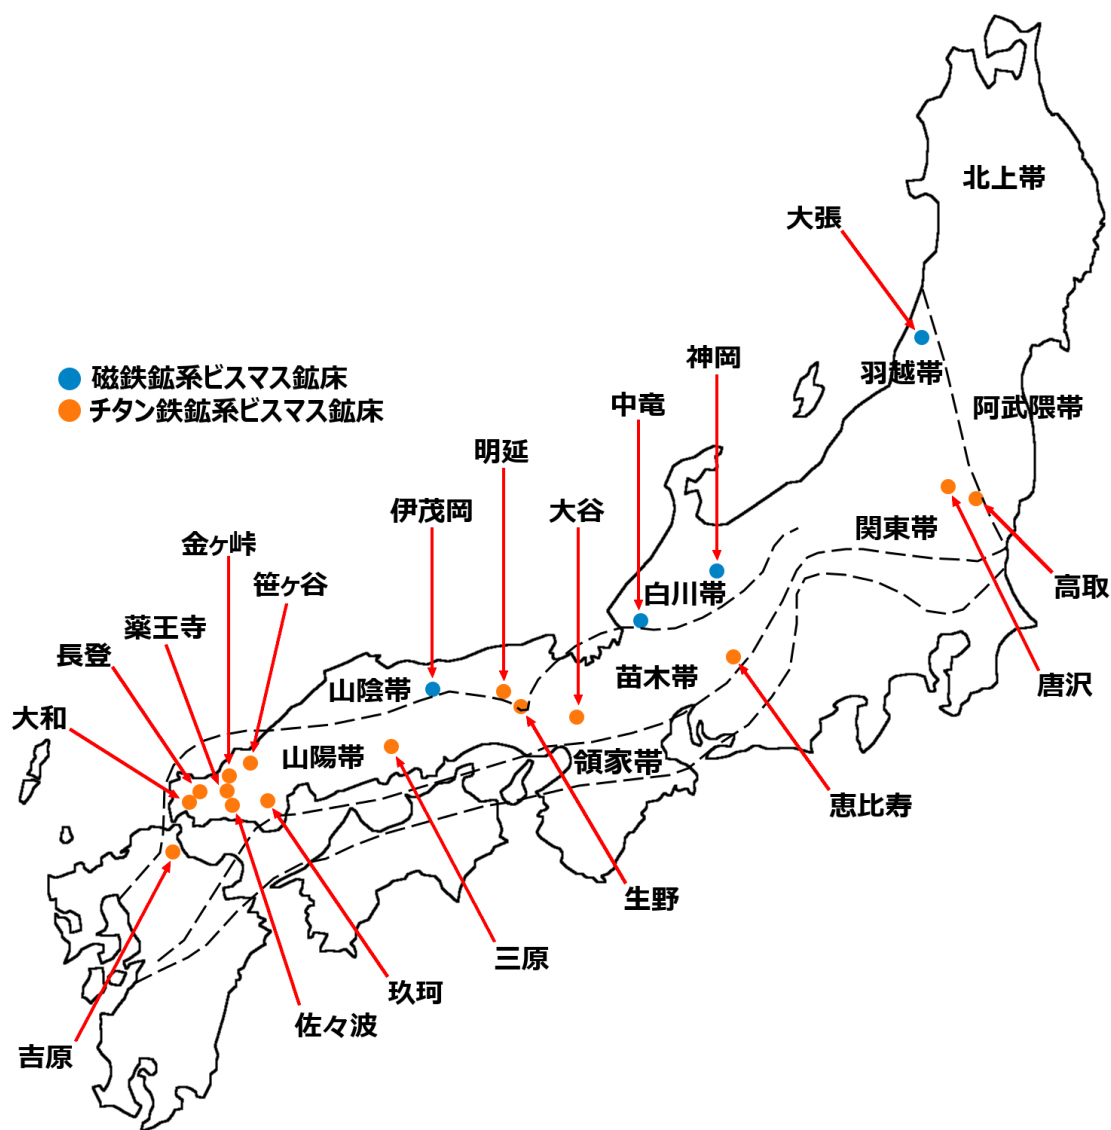 北上帯
大張
神岡
羽越帯
磁鉄鉱系ビスマス鉱床
チタン鉄鉱系ビスマス鉱床
中竜
阿武隈帯
明延
伊茂岡
大谷
関東帯
金ヶ峠
笹ヶ谷
白川帯
高取
薬王寺
長登
苗木帯
唐沢
山陰帯
大和
山陽帯
領家帯
恵比寿
生野
三原
玖珂
佐々波
吉原